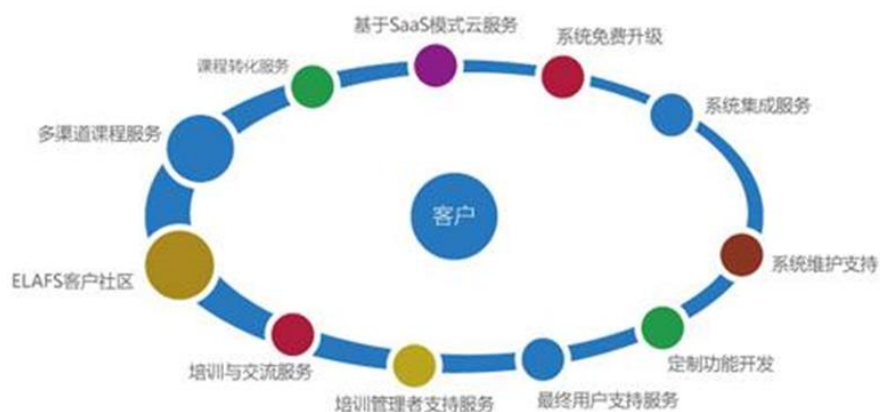 基于SaaS模式云服务
系统免费升级
课程转化服务
系统集成服务
多渠道课程服务
客户
系统维护支持
ELAFS客户社区
定制功能开发
培训与交流服务
最终用户支持服务
培训管理者支持服务